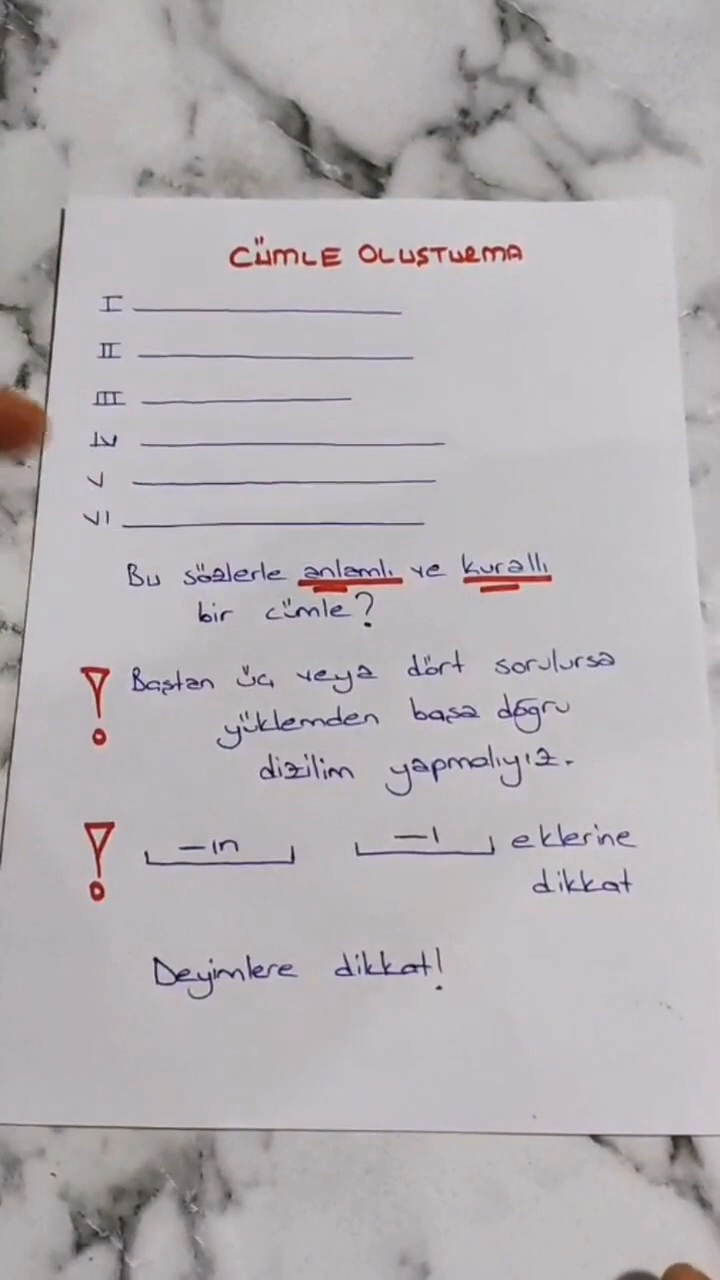 CÜMLE OLUŞTURMA
I
II
III
IV
V
VI
Bu sözlerle anlamlı ve kurallı
bir cümle?
! Baştan üç veya dört sorulursa
yüklemden başa doğru
dizilim yapmalıyız.
! -ın -ı eklerine
dikkat
Deyimlere dikkat!